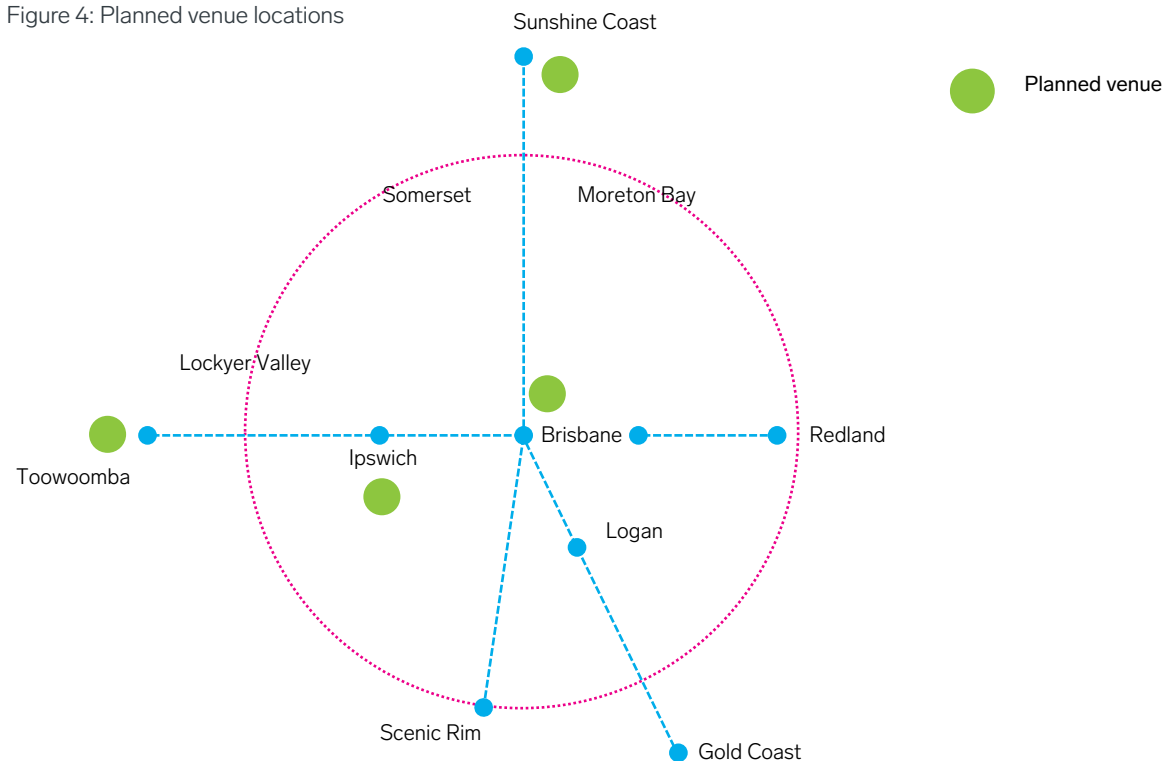 Figure 4: Planned venue locations
Sunshine Coast
Planned venue
Somerset
Moreton Bay
Lockyer Valley
Brisbane
Redland
Ipswich
Toowoomba
Logan
Scenic Rim
Gold Coast